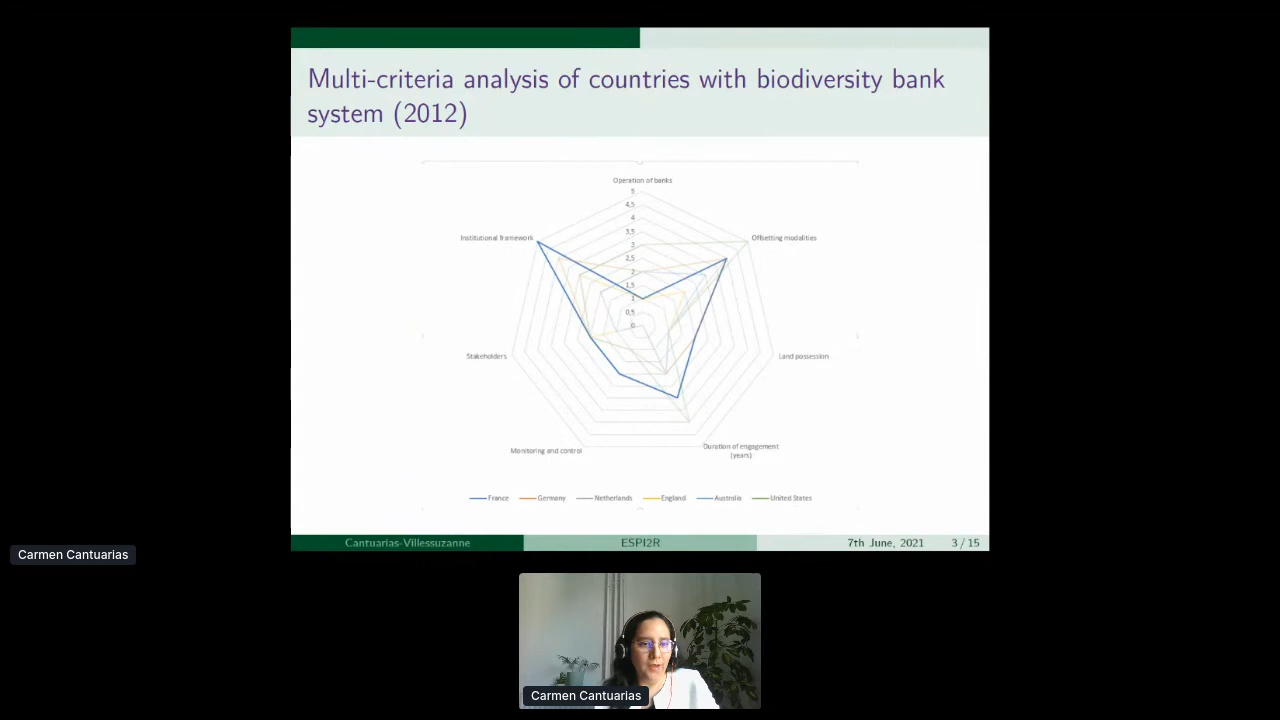 Multi-criteria analysis of countries with biodiversity bank
system (2012)
Operation of banks
5
4,5
4
3,5
3
2,5
2
1,5
1
0,5
0
Institutional framework
Offsetting modalities
Stakeholders
Land possession
Monitoring and control
Duration of engagement
(years)
France Germany Netherlands England Australia United States
Cantuarias-Villessuzanne ESPI2R 7th June, 2021 3 / 15
Carmen Cantuarias
Carmen Cantuarias